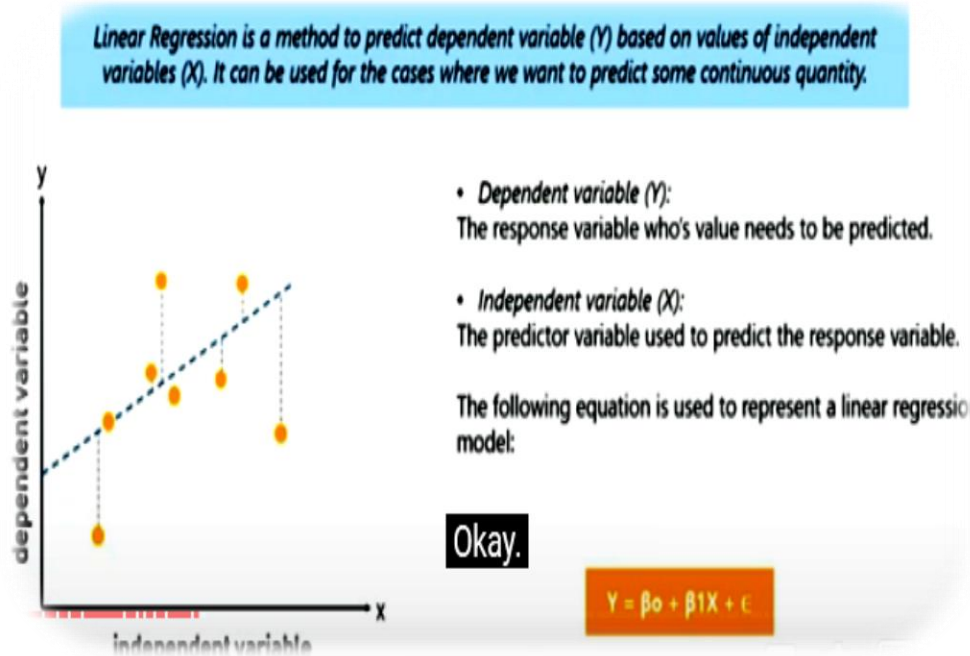 Linear Regression is a method to predict dependent variable (Y) based on values of independent
variables (X). It can be used for the cases where we want to predict some continuous quantity.
y
dependent variable
x
independent variable
• Dependent variable (Y):
The response variable who's value needs to be predicted.
• Independent variable (X):
The predictor variable used to predict the response variable.
The following equation is used to represent a linear regressio
model:
Okay.
Y = βo + β1X + ϵ